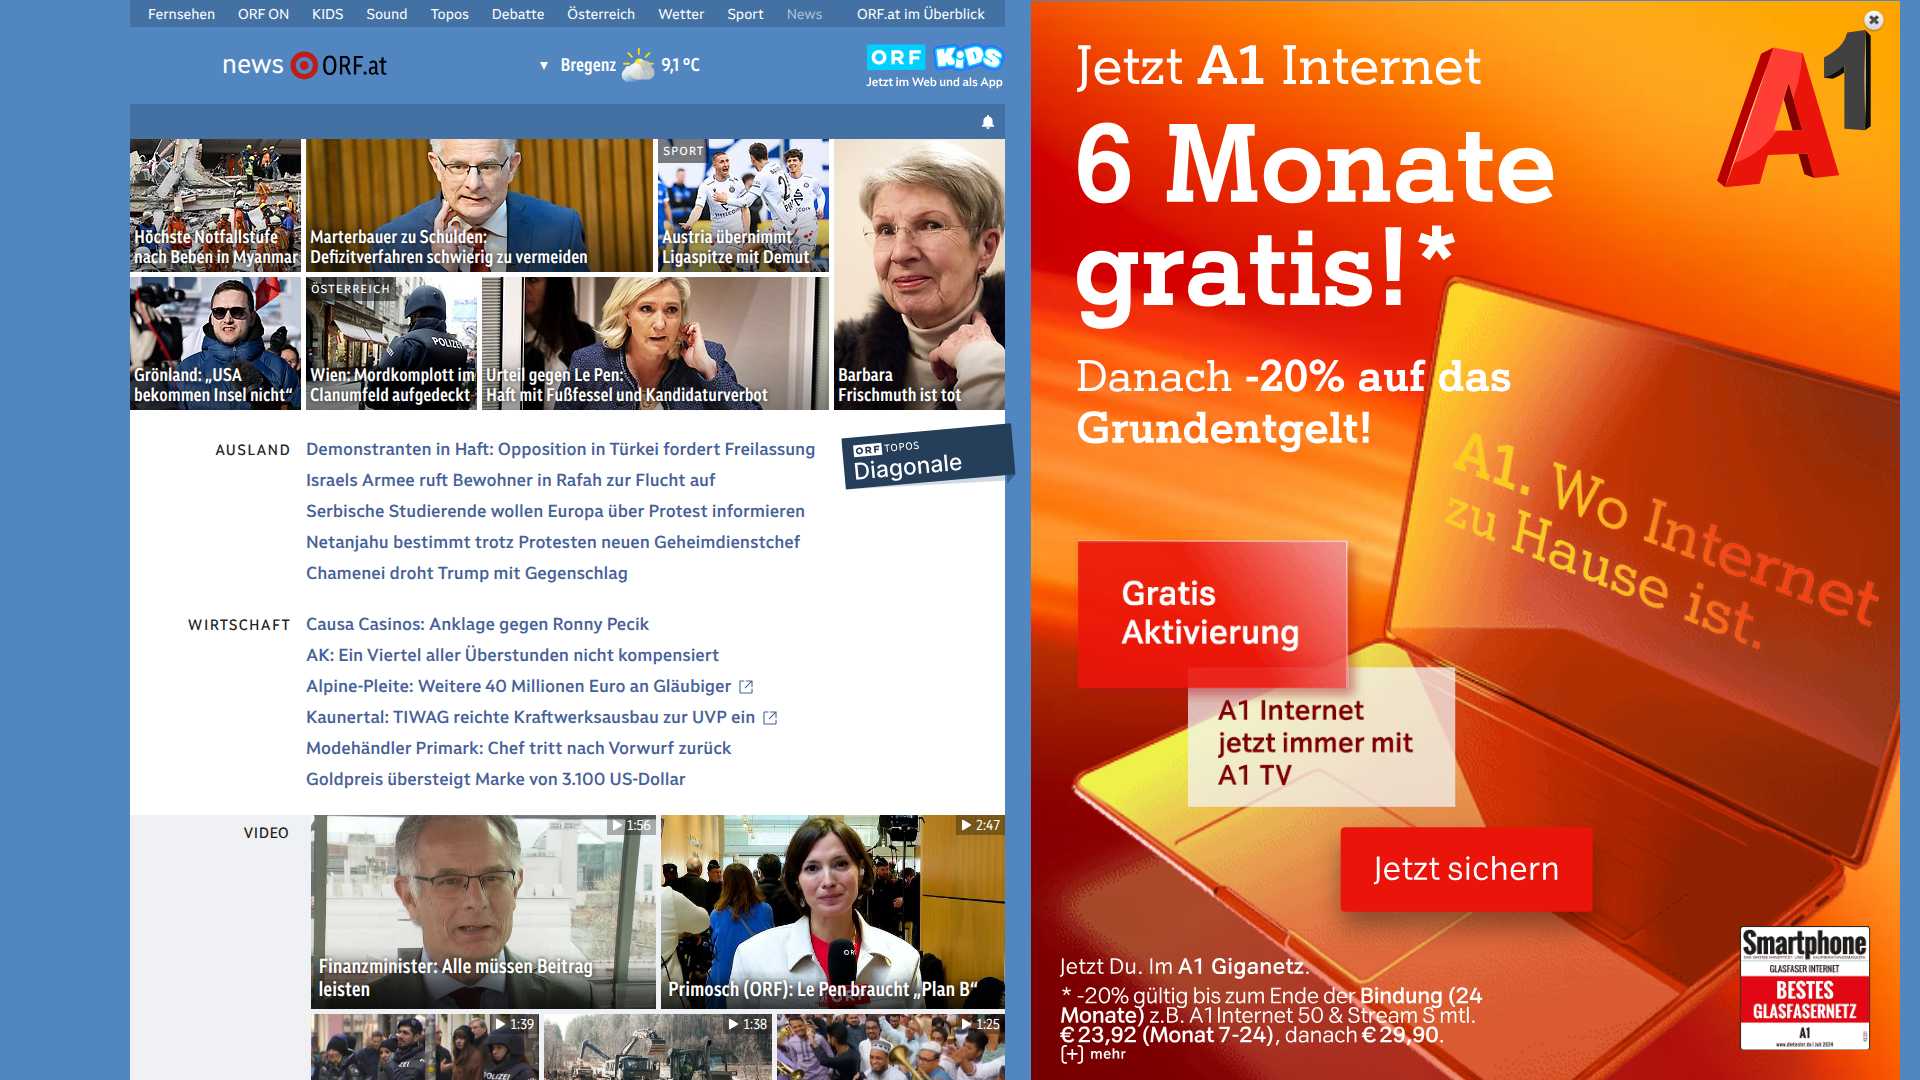 Fernsehen ORF ON KIDS Sound Topos Debatte Österreich Wetter Sport News ORF.at im Überblick
news ORF.at
Bregenz 9,1 °C
ORF KiDS
Jetzt im Web und als App
Höchste Notfallstufe
nach Beben in Myanmar
Marterbauer zu Schulden:
Defizitverfahren schwierig zu vermeiden
SPORT
Austria übernimmt
Ligaspitze mit Demut
Grönland: „USA
bekommen Insel nicht“
ÖSTERREICH
POLIZEI
Wien: Mordkomplott im
Clanumfeld aufgedeckt
Urteil gegen Le Pen:
Haft mit Fußfessel und Kandidaturverbot
Barbara
Frischmuth ist tot
AUSLAND
Demonstranten in Haft: Opposition in Türkei fordert Freilassung
Israels Armee ruft Bewohner in Rafah zur Flucht auf
Serbische Studierende wollen Europa über Protest informieren
Netanjahu bestimmt trotz Protesten neuen Geheimdienstchef
Chamenei droht Trump mit Gegenschlag
ORF TOPOS
Diagonale
WIRTSCHAFT
Causa Casinos: Anklage gegen Ronny Pecik
AK: Ein Viertel aller Überstunden nicht kompensiert
Alpine-Pleite: Weitere 40 Millionen Euro an Gläubiger
Kaunertal: TIWAG reichte Kraftwerksausbau zur UVP ein
Modehändler Primark: Chef tritt nach Vorwurf zurück
Goldpreis übersteigt Marke von 3.100 US-Dollar
VIDEO
1:56
Finanzminister: Alle müssen Beitrag
leisten
2:47
Primosch (ORF): Le Pen braucht „Plan B“
1:39
1:38
1:25
Jetzt A1 Internet
6 Monate
gratis!*
A1
Danach -20% auf das
Grundentgelt!
A1. Wo Internet
zu Hause ist.
Gratis
Aktivierung
A1 Internet
jetzt immer mit
A1 TV
Jetzt sichern
Jetzt Du. Im A1 Giganetz.
* -20% gültig bis zum Ende der Bindung (24
Monate) z.B. A1 Internet 50 & Stream S mtl.
€ 23,92 (Monat 7-24), danach € 29,90.
[+] mehr
Smartphone
GLASFASER INTERNET
BESTES
GLASFASERNETZ
A1